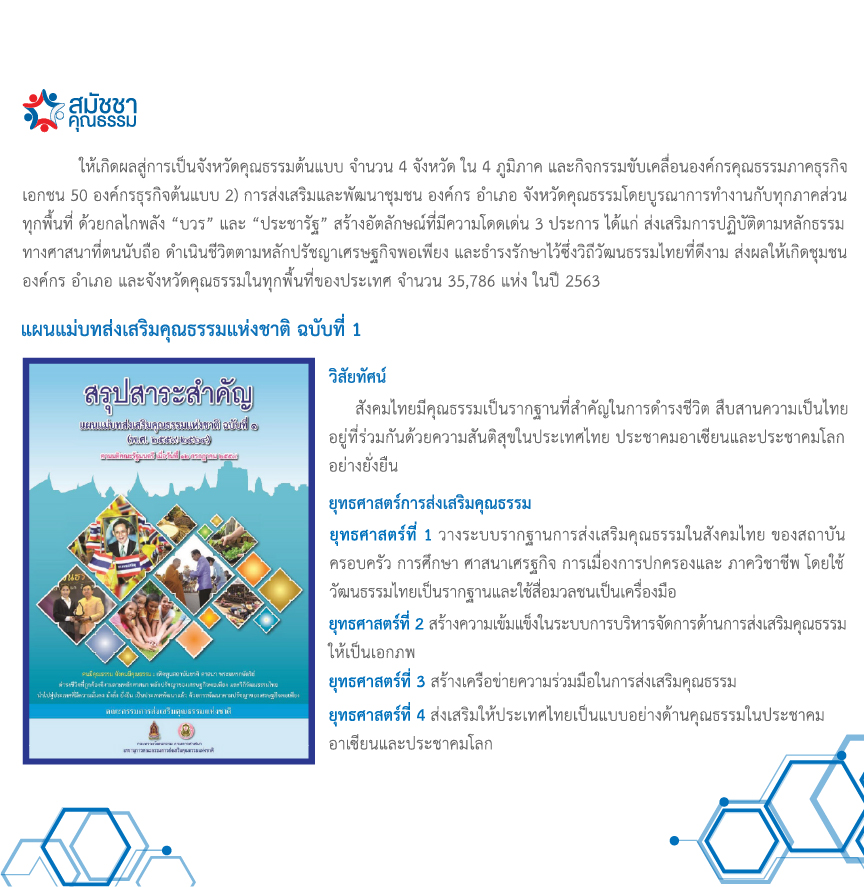 สมัชชา
คุณธรรม
ให้เกิดผลสู่การเป็นจังหวัดคุณธรรมต้นแบบ จำนวน 4 จังหวัด ใน 4 ภูมิภาค และกิจกรรมขับเคลื่อนองค์กรคุณธรรมภาคธุรกิจ
เอกชน 50 องค์กรธุรกิจต้นแบบ 2) การส่งเสริมและพัฒนาชุมชน องค์กร อำเภอ จังหวัดคุณธรรมโดยบูรณาการทำงานกับทุกภาคส่วน
ทุกพื้นที่ ด้วยกลไกพลัง “บวร” และ “ประชารัฐ” สร้างอัตลักษณ์ที่มีความโดดเด่น 3 ประการ ได้แก่ ส่งเสริมการปฏิบัติตามหลักธรรม
ทางศาสนาที่ตนนับถือ ดำเนินชีวิตตามหลักปรัชญาเศรษฐกิจพอเพียง และธำรงรักษาไว้ซึ่งวิถีวัฒนธรรมไทยที่ดีงาม ส่งผลให้เกิดชุมชน
องค์กร อำเภอ และจังหวัดคุณธรรมในทุกพื้นที่ของประเทศ จำนวน 35,786 แห่ง ในปี 2563
แผนแม่บทส่งเสริมคุณธรรมแห่งชาติ ฉบับที่ 1
สรุปสาระสำคัญ
แผนแม่บทส่งเสริมคุณธรรมแห่งชาติ ฉบับที่ ๑
คณะกรรมการส่งเสริมคุณธรรมแห่งชาติ
วิสัยทัศน์
สังคมไทยมีคุณธรรมเป็นรากฐานที่สำคัญในการดำรงชีวิต สืบสานความเป็นไทย
อยู่ที่ร่วมกันด้วยความสันติสุขในประเทศไทย ประชาคมอาเซียนและประชาคมโลก
อย่างยั่งยืน
ยุทธศาสตร์การส่งเสริมคุณธรรม
ยุทธศาสตร์ที่ 1 วางระบบรากฐานการส่งเสริมคุณธรรมในสังคมไทย ของสถาบัน
ครอบครัว การศึกษา ศาสนาเศรฐกิจ การเมื่องการปกครองและ ภาควิชาชีพ โดยใช้
วัฒนธรรมไทยเป็นรากฐานและใช้สื่อมวลชนเป็นเครื่องมือ
ยุทธศาสตร์ที่ 2 สร้างความเข้มแข็งในระบบการบริหารจัดการด้านการส่งเสริมคุณธรรม
ให้เป็นเอกภพ
ยุทธศาสตร์ที่ 3 สร้างเครือข่ายความร่วมมือในการส่งเสริมคุณธรรม
ยุทธศาสตร์ที่ 4 ส่งเสริมให้ประเทศไทยเป็นแบบอย่างด้านคุณธรรมในประชาคม
อาเซียนและประชาคมโลก